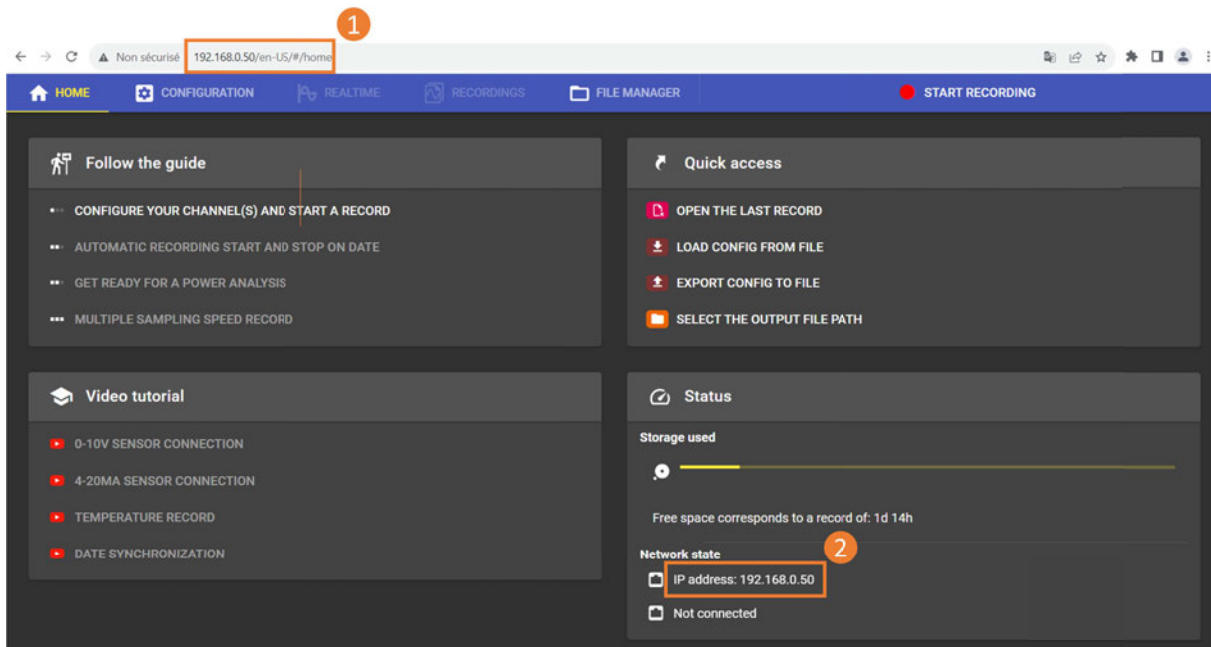 1
Non sécurisé 192.168.0.50/en-US/#/home
HOME CONFIGURATION REALTIME RECORDINGS FILE MANAGER START RECORDING
Follow the guide
CONFIGURE YOUR CHANNEL(S) AND START A RECORD
AUTOMATIC RECORDING START AND STOP ON DATE
GET READY FOR A POWER ANALYSIS
MULTIPLE SAMPLING SPEED RECORD
Quick access
OPEN THE LAST RECORD
LOAD CONFIG FROM FILE
EXPORT CONFIG TO FILE
SELECT THE OUTPUT FILE PATH
Video tutorial
0-10V SENSOR CONNECTION
4-20MA SENSOR CONNECTION
TEMPERATURE RECORD
DATE SYNCHRONIZATION
Status
Storage used
Free space corresponds to a record of: 1d 14h
2
Network state
IP address: 192.168.0.50
Not connected